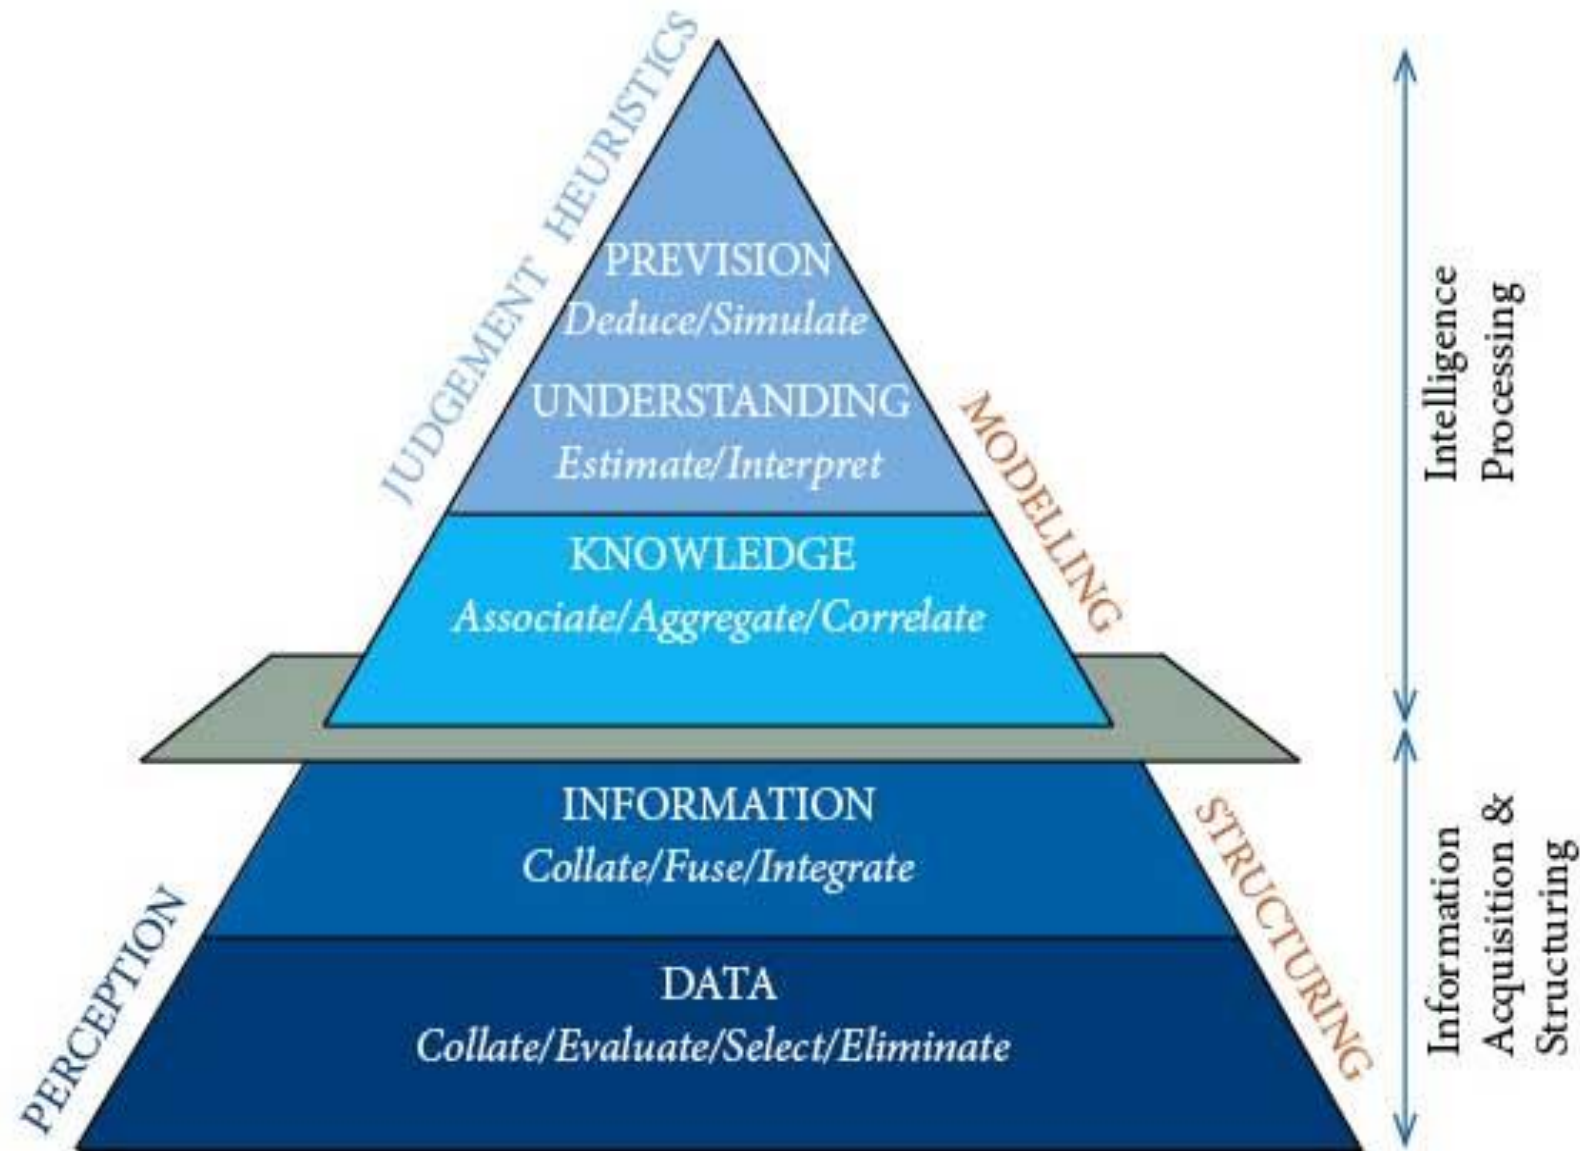 JUDGEMENT HEURISTICS
PREVISION
Deduce/Simulate
UNDERSTANDING
Estimate/Interpret
KNOWLEDGE
Associate/Aggregate/Correlate
MODELLING
Intelligence
Processing
INFORMATION
Collate/Fuse/Integrate
DATA
Collate/Evaluate/Select/Eliminate
PERCEPTION
STRUCTURING
Information
Acquisition &
Structuring